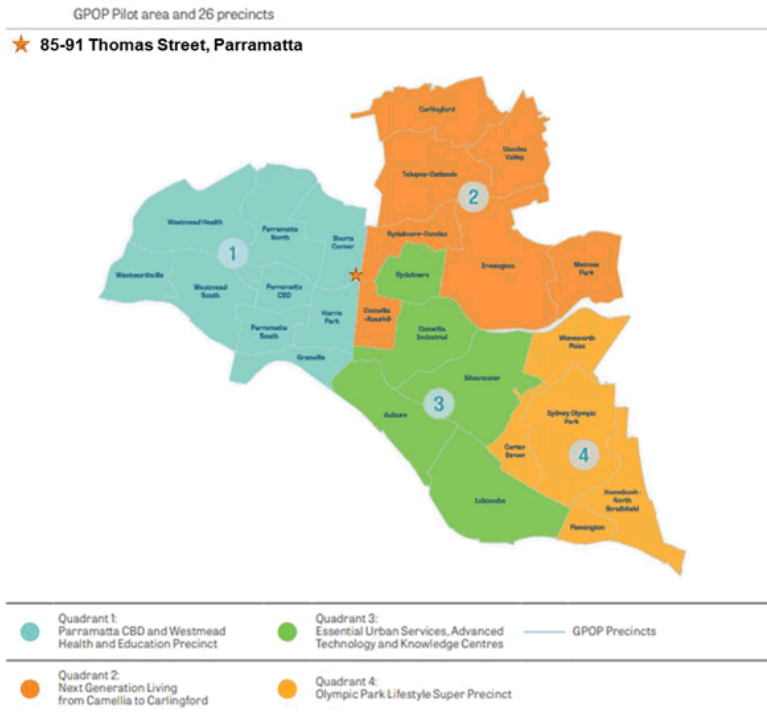 GPOP Pilot area and 26 precincts
85-91 Thomas Street, Parramatta
Carlingford
Dundas
Valley
Telopea-Oatlands
2
Westmead Health
Parramatta
North
Shorts
Corner
Rydalmere-Dundas
1
Ermington
Melrose
Park
Wentworthville
Rydalmere
Westmead
South
Parramatta
CBD
Harris
Park
Camellia
-Rosehill
Parramatta
South
Camellia
Industrial
Wentworth
Point
Granville
Silverwater
3
Auburn
Sydney Olympic
Park
Carter
Street
4
Lidcombe
Homebush-
North
Strathfield
Flemington
Quadrant 1:
Parramatta CBD and Westmead
Health and Education Precinct
Quadrant 3:
Essential Urban Services, Advanced
Technology and Knowledge Centres
GPOP Precincts
Quadrant 2:
Next Generation Living
from Camellia to Carlingford
Quadrant 4:
Olympic Park Lifestyle Super Precinct